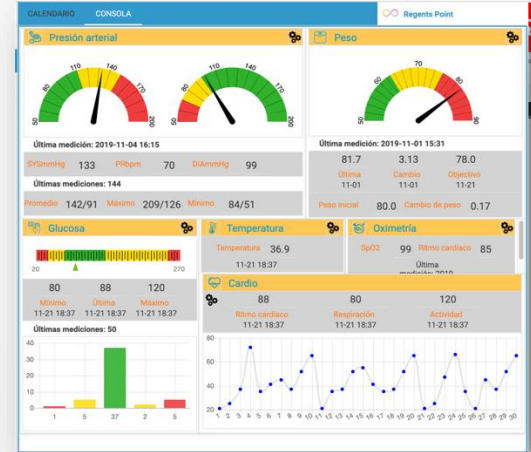 CALENDARIO CONSOLA
Regents Point
Presión arterial
50 80 110 140 170 200
50 80 110 140 170 200
Última medición: 2019-11-04 16:15
SYSmmHg 133 PRbpm 70 DIAmmHg 99
Últimas mediciones: 144
Promedio 142/91 Máximo 209/126 Mínimo 84/51
Peso
50 60 70 80 90
Última medición: 2019-11-01 15:31
81.7 3.13 78.0
Última Cambio Objectivo
11-01 11-01 11-21
Peso inicial 80.0 Cambio de peso 0.17
Glucosa
20 270
80 88 120
Mínimo Última Máximo
11-21 18:37 11-21 18:37 11-21 18:37
Últimas mediciones: 50
40
30
20
10
0
1 5 37 2 5
Temperatura
Temperatura 36.9
11-21 18:37
Oximetría
SpO2 99 Ritmo cardíaco 85
Última
medición: 2019
Cardio
88 80 120
Ritmo cardíaco Respiración Actividad
11-21 18:37 11-21 18:37 11-21 18:37
80
60
40
20
1 2 3 4 5 6 7 8 9 10 11 12 13 14 15 16 17 18 19 20 21 22 23 24 25 26 27 28 29 30